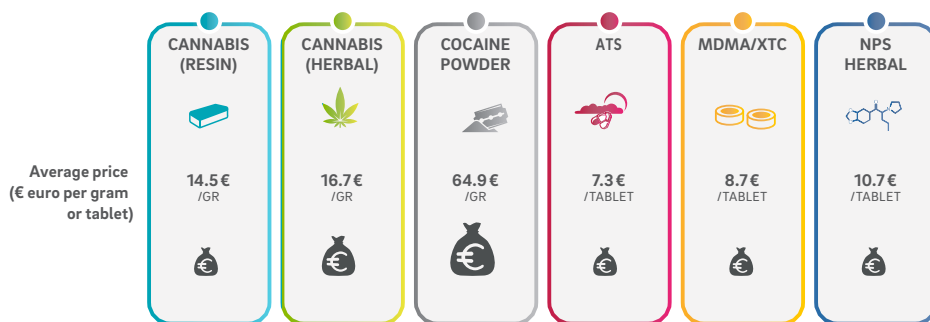 CANNABIS
(RESIN)
CANNABIS
(HERBAL)
COCAINE
POWDER
ATS
MDMA/XTC
NPS
HERBAL
Average price
(€ euro per gram
or tablet)
14.5 €
/GR
16.7 €
/GR
64.9 €
/GR
7.3 €
/TABLET
8.7 €
/TABLET
10.7 €
/TABLET
€
€
€
€
€
€